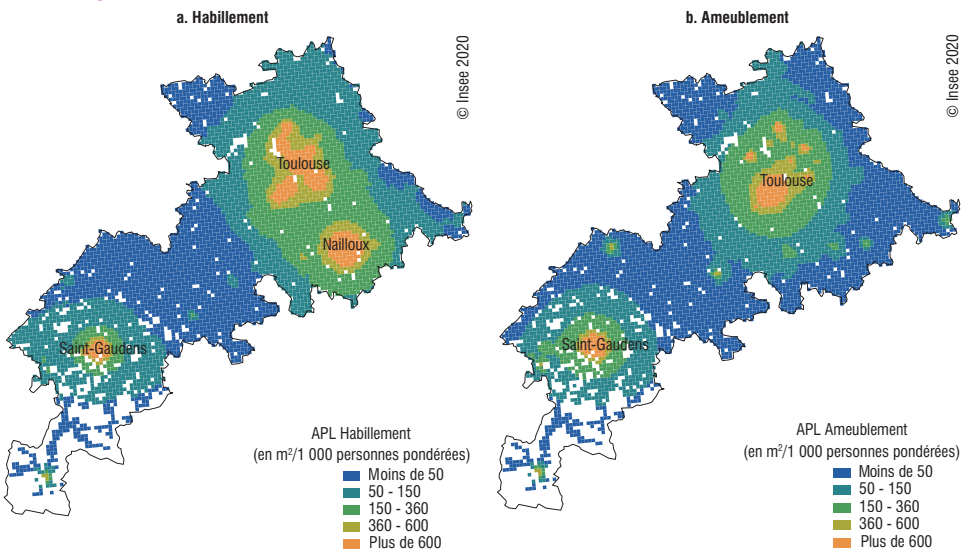 a. Habillement
© Insee 2020
Toulouse
Nailloux
Saint-Gaudens
APL Habillement
(en m²/1 000 personnes pondérées)
Moins de 50
50 - 150
150 - 360
360 - 600
Plus de 600
b. Ameublement
© Insee 2020
Toulouse
Saint-Gaudens
APL Ameublement
(en m²/1 000 personnes pondérées)
Moins de 50
50 - 150
150 - 360
360 - 600
Plus de 600